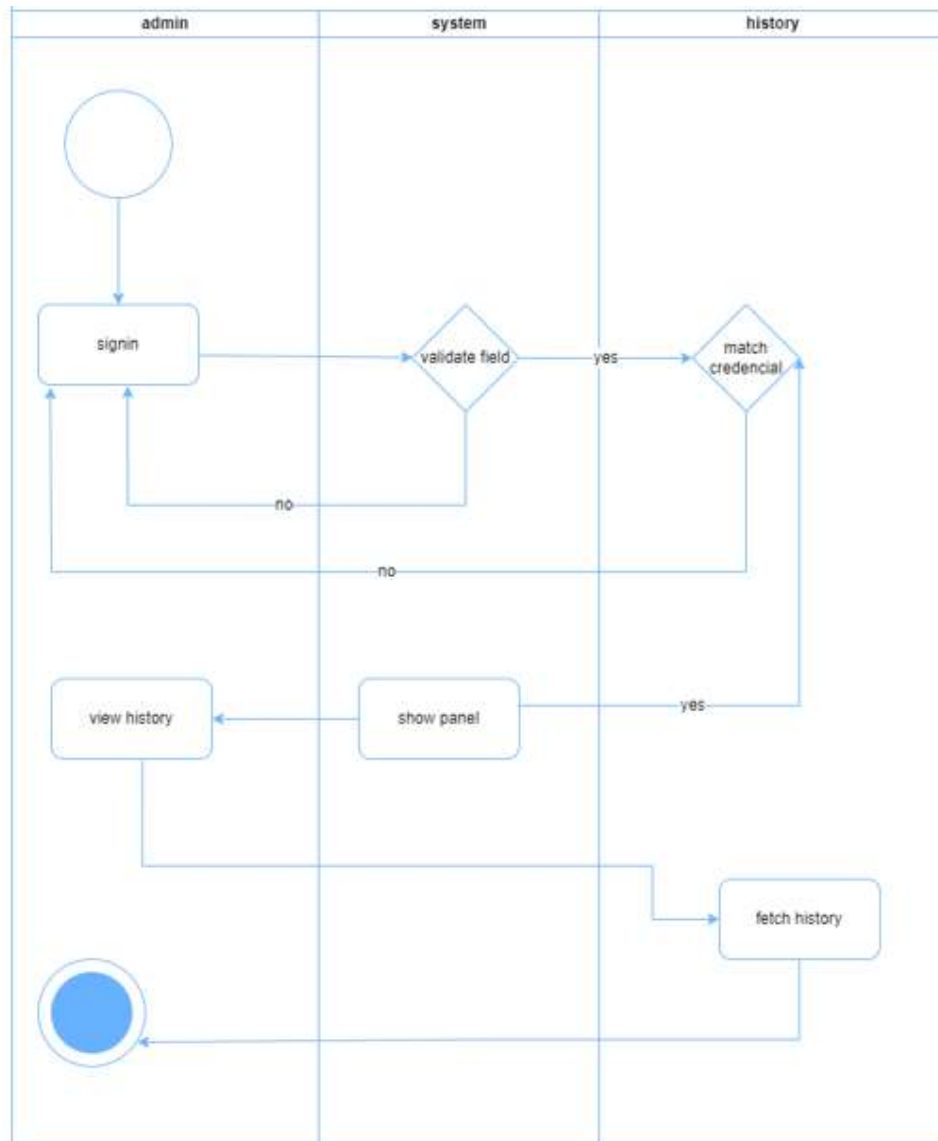 admin
system
history
signin
validate field
yes
match
credencial
no
no
view history
show panel
yes
fetch history